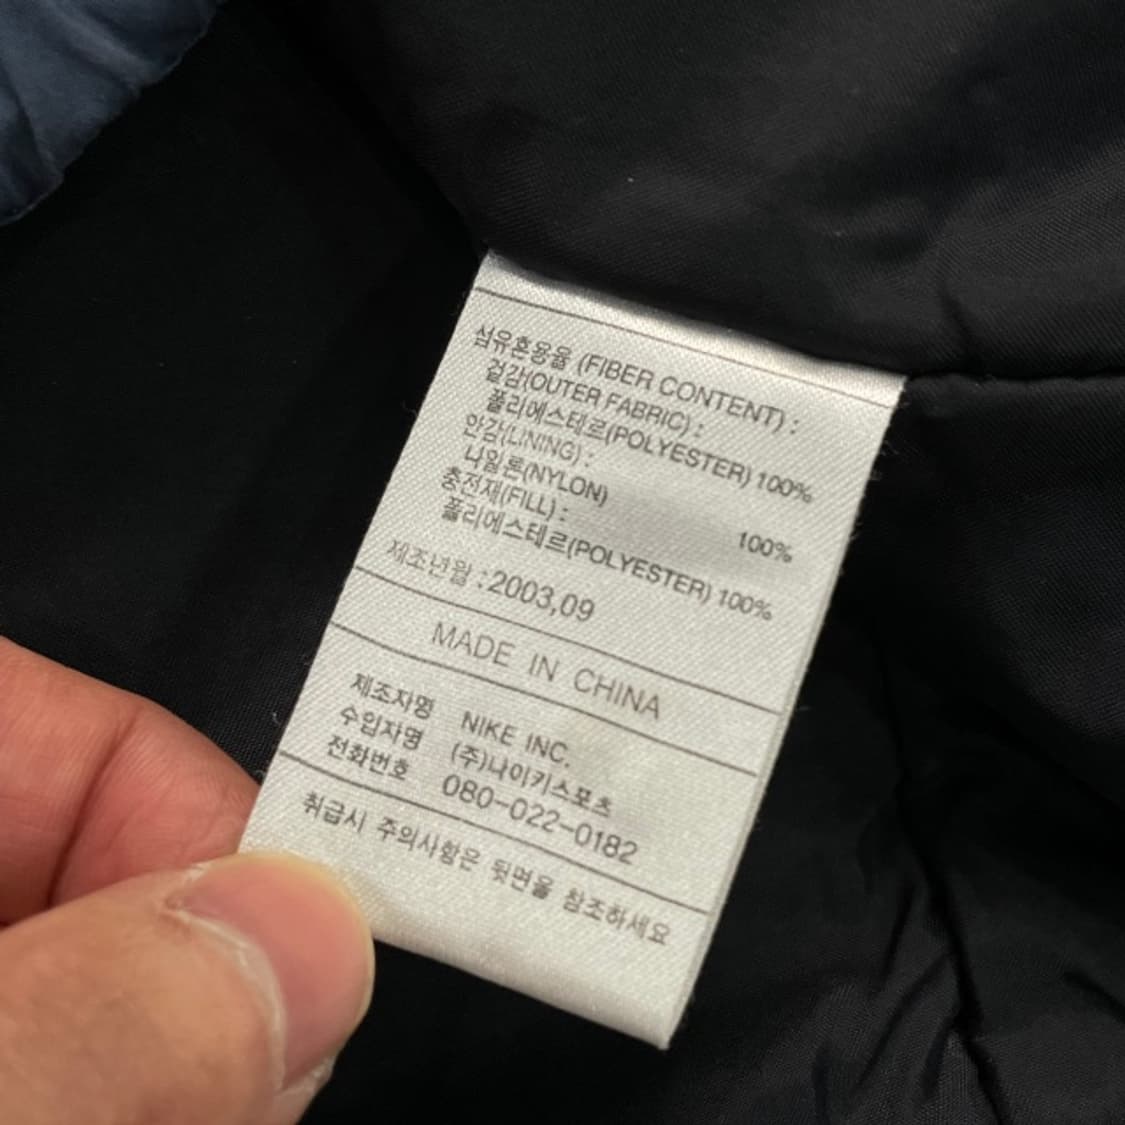 섬유혼용율 (FIBER CONTENT) :
겉감(OUTER FABRIC) :
폴리에스테르(POLYESTER) 100%
안감(LINING) :
나일론(NYLON) 100%
충전재(FILL) :
폴리에스테르(POLYESTER) 100%
제조년월 : 2003,09
MADE IN CHINA
제조자명 NIKE INC.
수입자명 (주)나이키스포츠
전화번호 080-022-0182
취급시 주의사항은 뒷면을 참조하세요